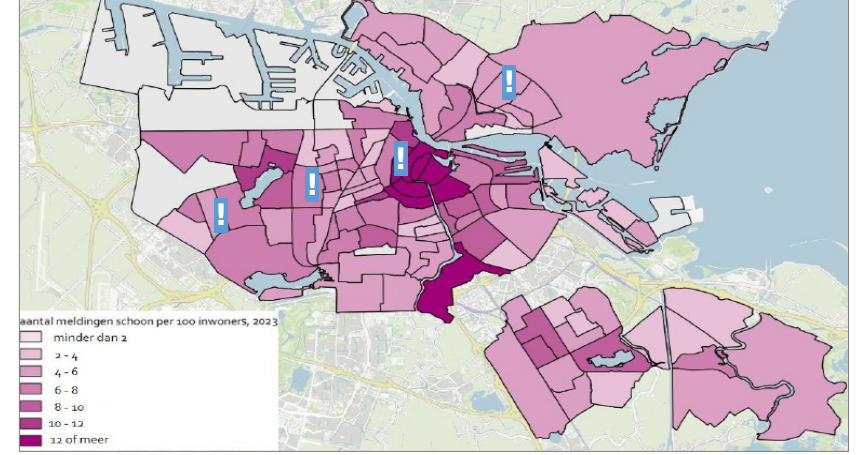 !
!
!
!
aantal meldingen schoon per 100 inwoners, 2023
minder dan 2
2 - 4
4 - 6
6 - 8
8 - 10
10 - 12
12 of meer